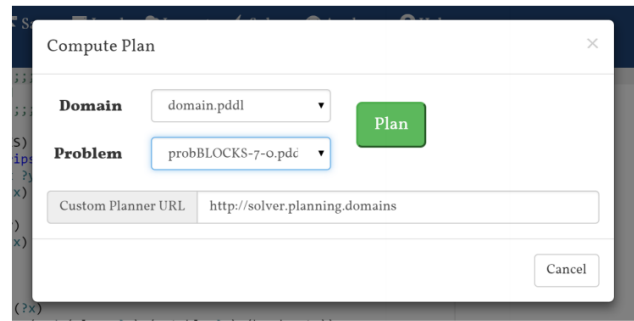 Compute Plan
×
Domain domain.pddl
Plan
Problem probBLOCKS-7-0.pdd
Custom Planner URL http://solver.planning.domains
Cancel
(?x)